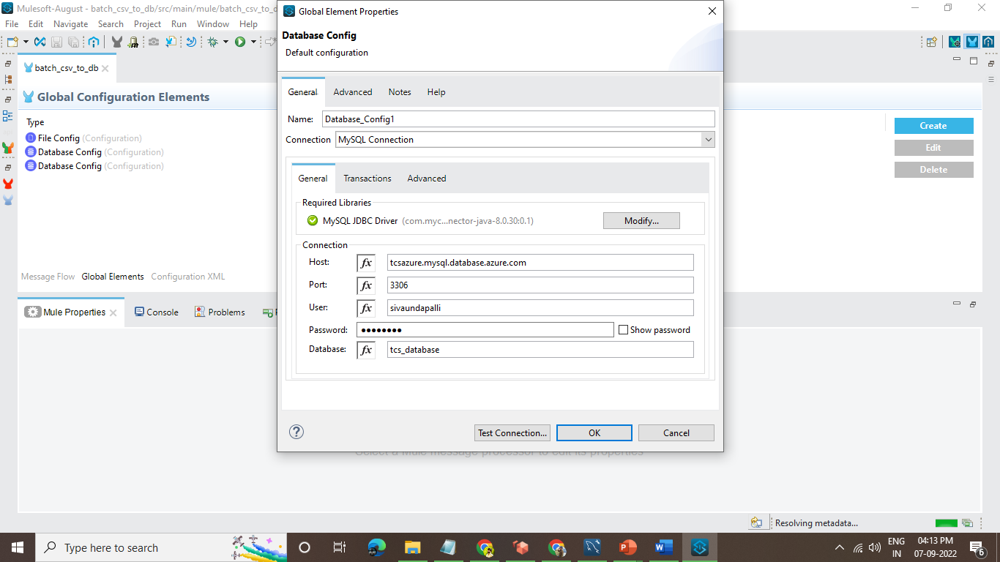 Mulesoft-August - batch_csv_to_db/src/main/mule/batch_csv_to_d
File Edit Navigate Search Project Run Window Help
batch_csv_to_db
Global Configuration Elements
Type
File Config (Configuration)
Database Config (Configuration)
Database Config (Configuration)
Create
Edit
Delete
Message Flow Global Elements Configuration XML
Mule Properties Console Problems
Global Element Properties
Database Config
Default configuration
General Advanced Notes Help
Name: Database_Config1
Connection MySQL Connection
General Transactions Advanced
Required Libraries
MySQL JDBC Driver (com.myc...nector-java-8.0.30:0.1) Modify...
Connection
Host: fx tcsazure.mysql.database.azure.com
Port: fx 3306
User: fx sivaundapalli
Password: ●●●●●●●● Show password
Database: fx tcs_database
? Test Connection... OK Cancel
Select a Mule message processor to edit its properties
Resolving metadata...
Type here to search
ENG
IN
04:13 PM
07-09-2022
6